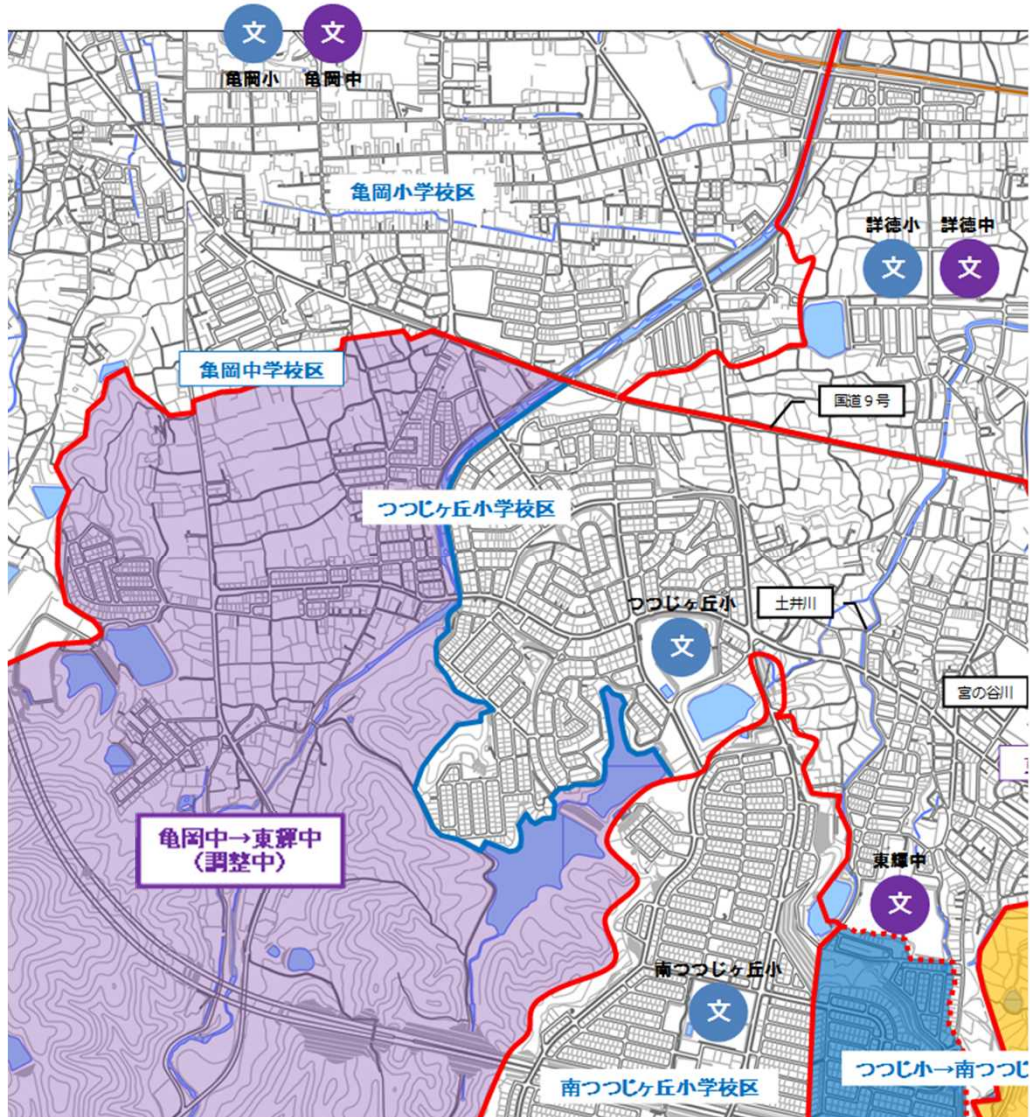 文
文
亀岡小
亀岡中
亀岡小学校区
詳徳小
詳徳中
文
文
亀岡中学校区
国道9号
つつじヶ丘小学校区
つつじヶ丘小
文
土井川
宮の谷川
亀岡中→東輝中
(調整中)
東輝中
文
南つつじヶ丘小
文
南つつじヶ丘小学校区
つつじ小→南つつじ